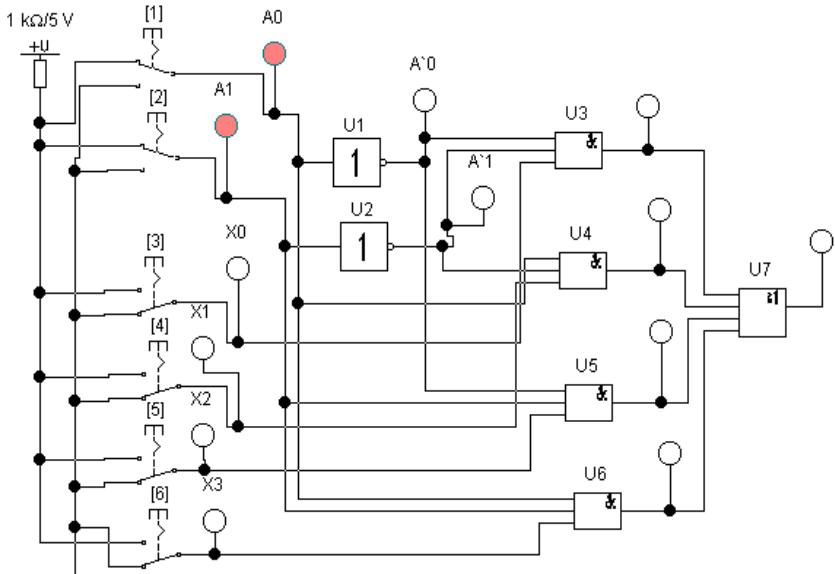 1 kΩ/5 V
+U
[1]
A0
A1
A`0
[2]
U1
1
U3
&
A`1
U2
1
X0
U4
&
[3]
U7
≥1
X1
[4]
U5
&
X2
[5]
X3
U6
&
[6]